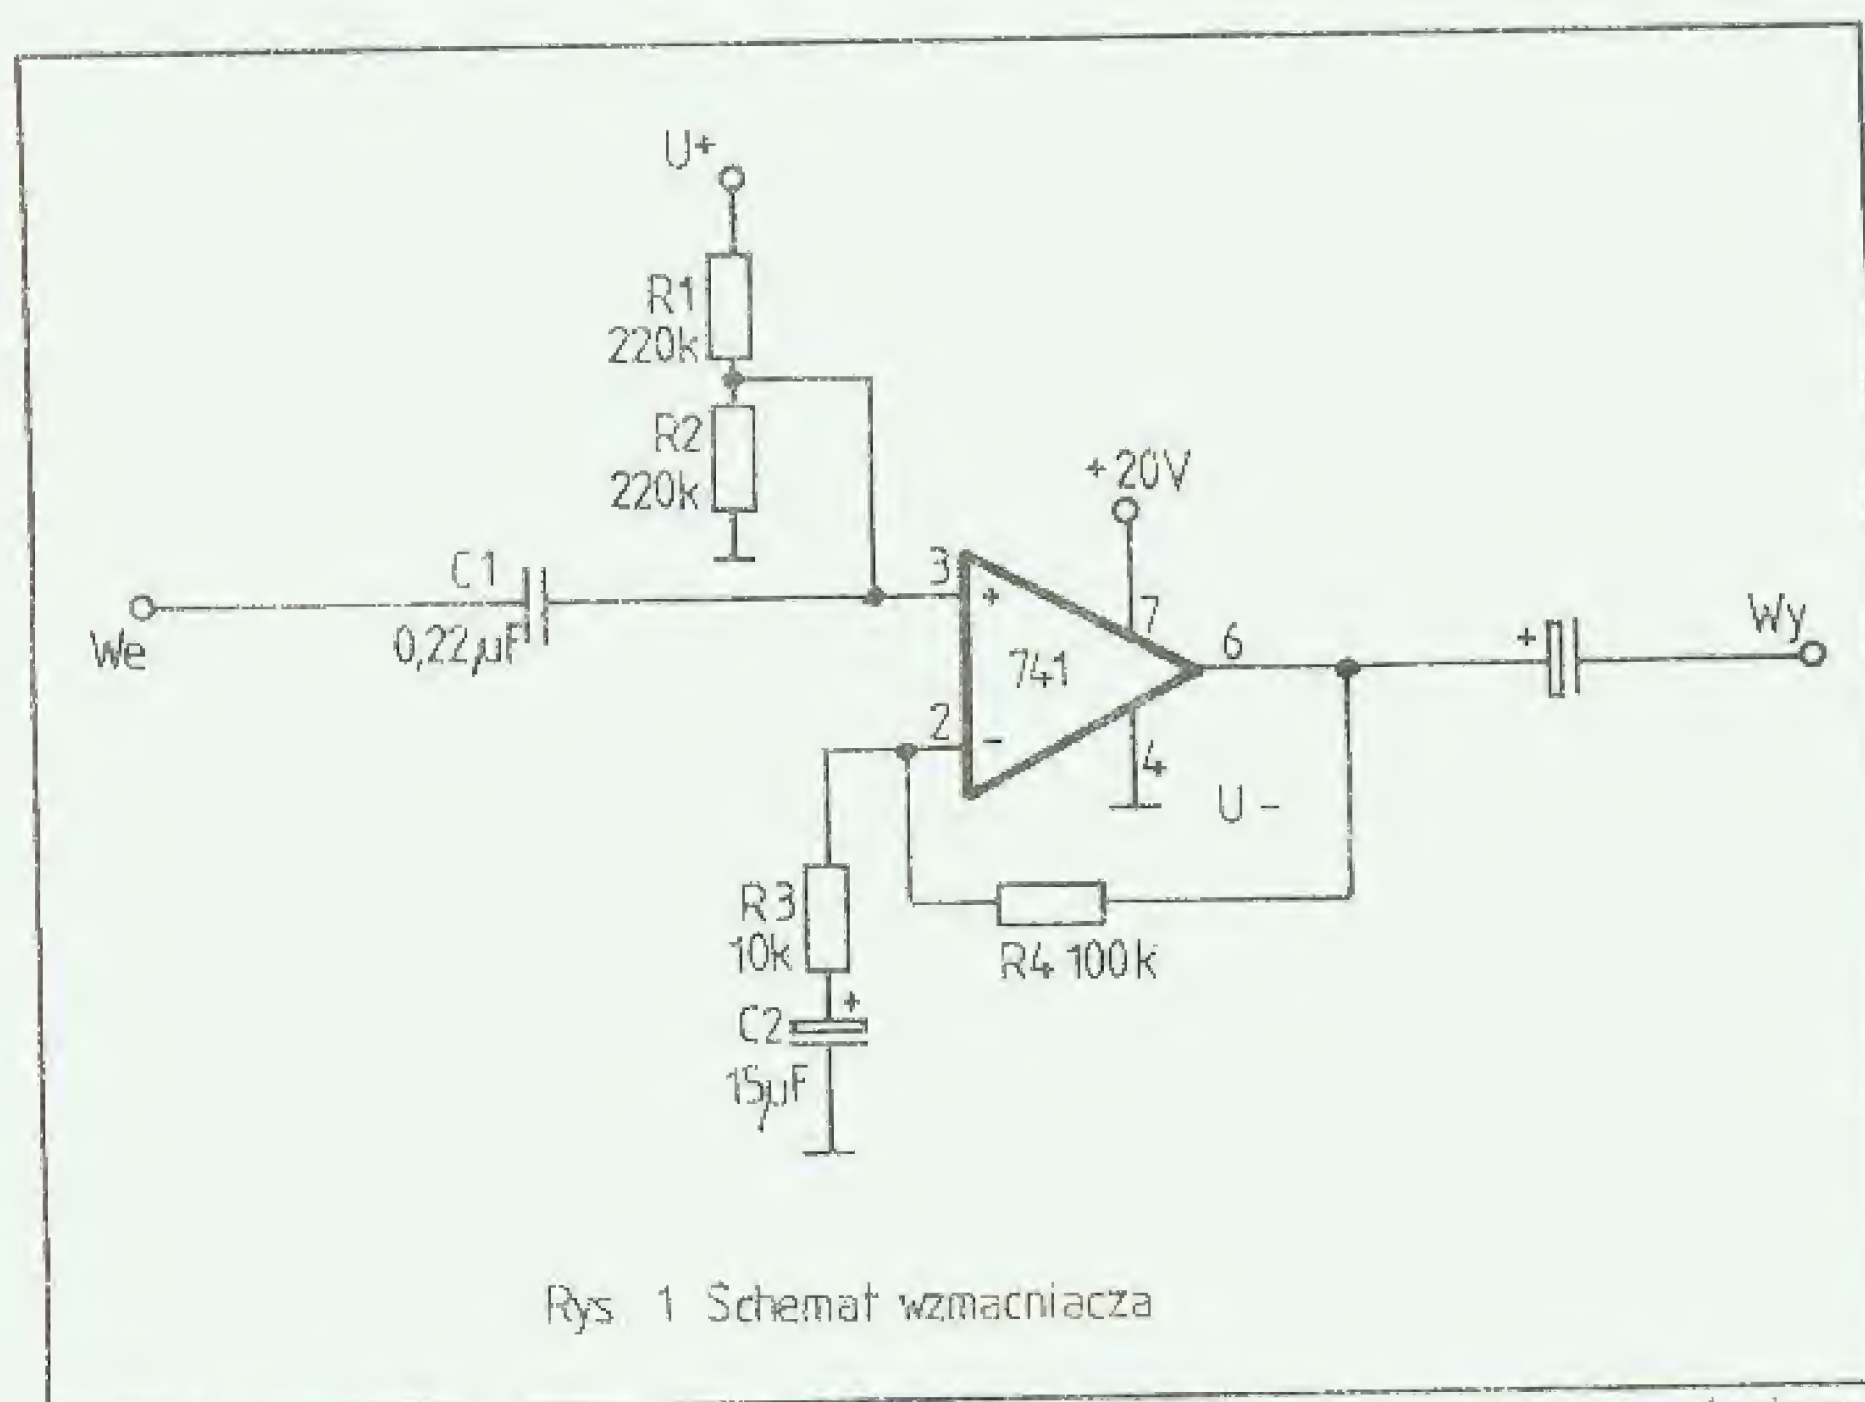 U+
R1
220k
R2
220k
+20V
C1
0,22µF
We
3
+
7
741
6
+
Wy
2
-
4
U -
R3
10k
R4 100k
+
C2
15µF
Rys. 1 Schemat wzmacniacza